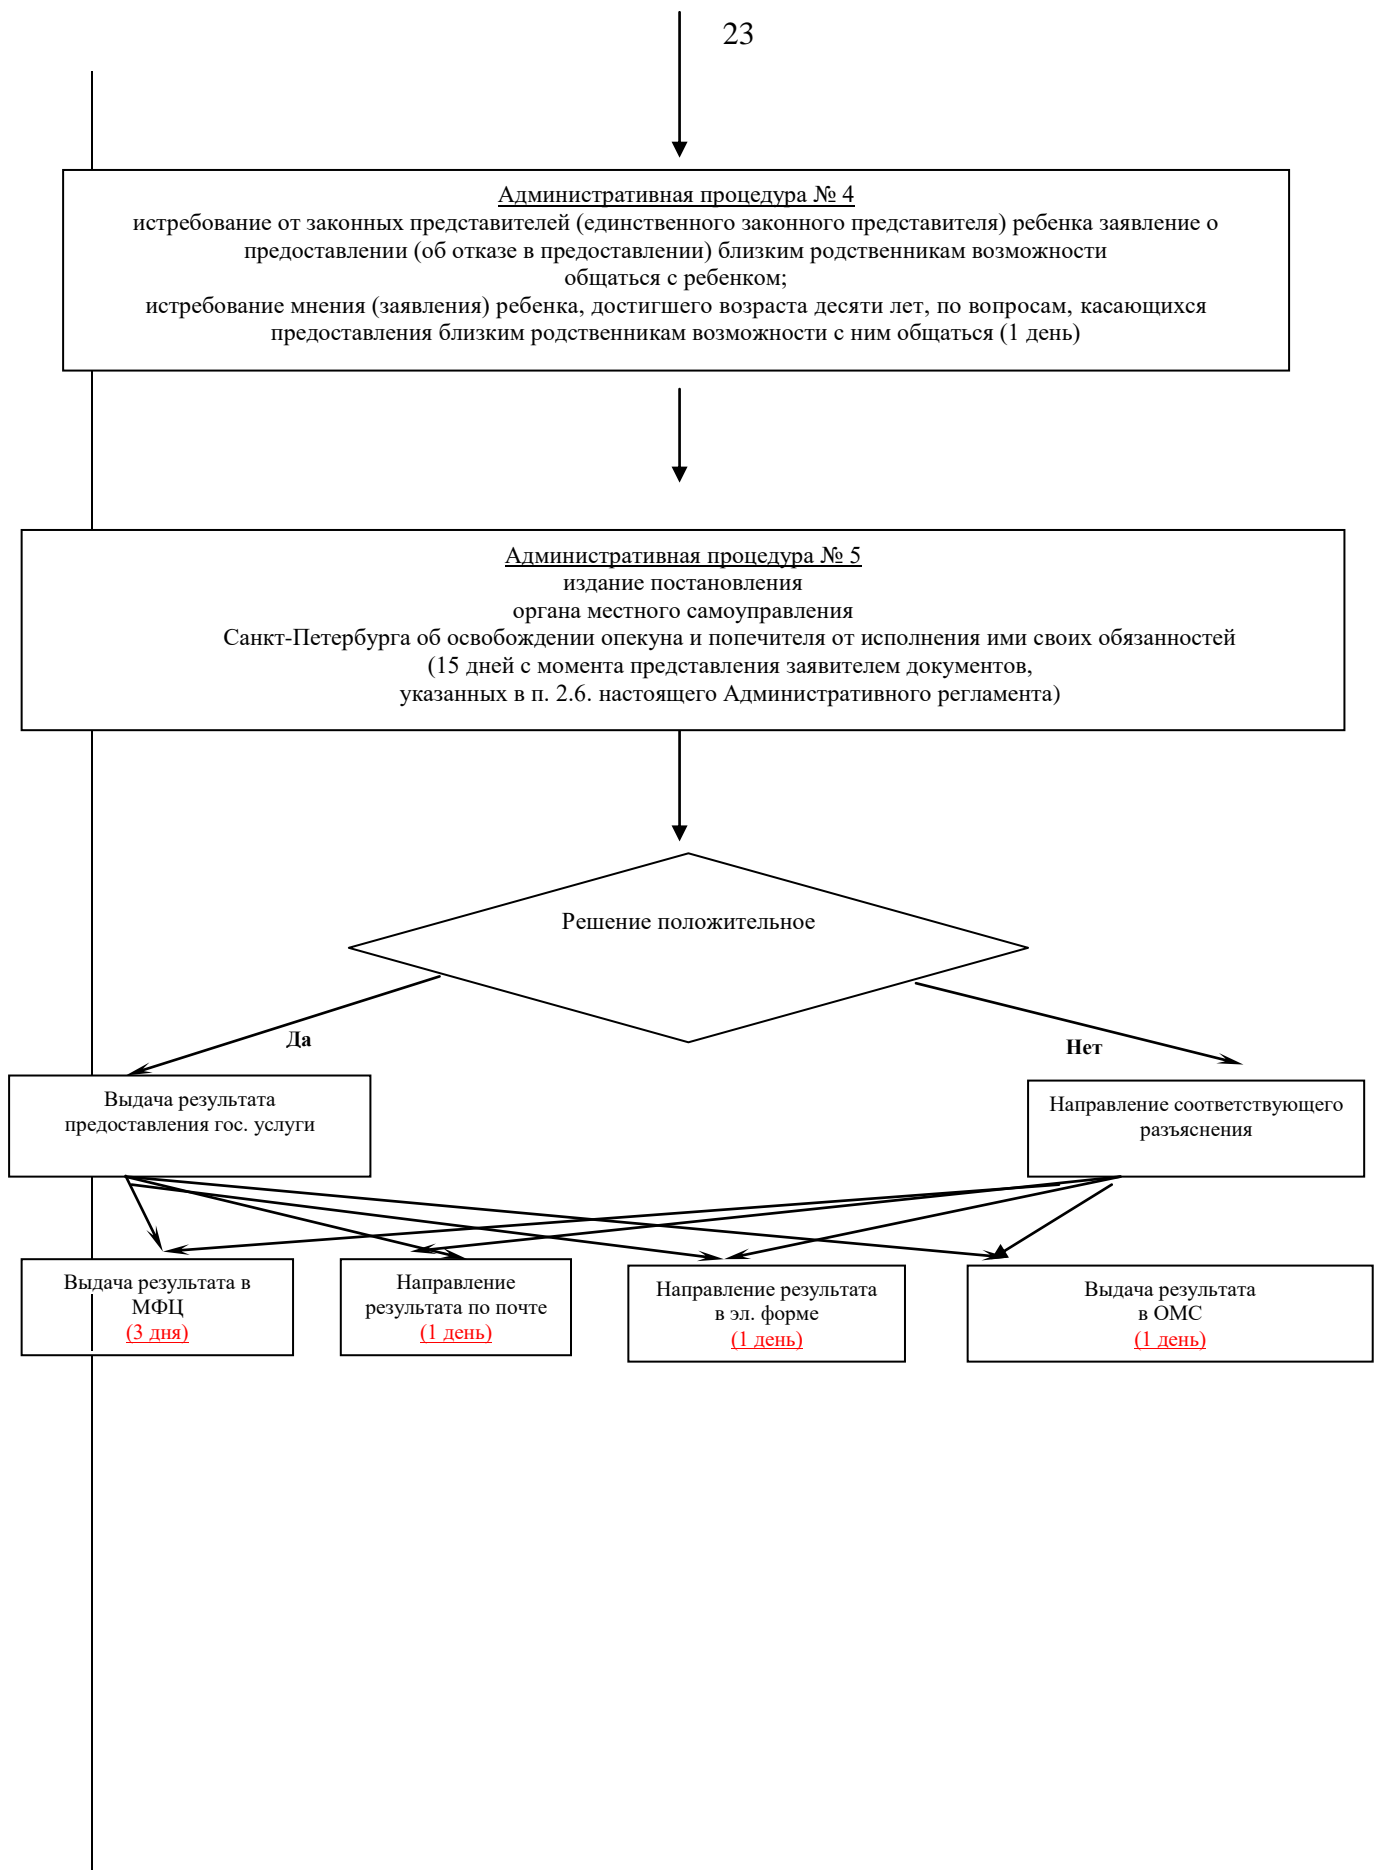 23
Административная процедура № 4
истребование от законных представителей (единственного законного представителя) ребенка заявление о
предоставлении (об отказе в предоставлении) близким родственникам возможности
общаться с ребенком;
истребование мнения (заявления) ребенка, достигшего возраста десяти лет, по вопросам, касающихся
предоставления близким родственникам возможности с ним общаться (1 день)
Административная процедура № 5
издание постановления
органа местного самоуправления
Санкт-Петербурга об освобождении опекуна и попечителя от исполнения ими своих обязанностей
(15 дней с момента представления заявителем документов,
указанных в п. 2.6. настоящего Административного регламента)
Решение положительное
Да
Нет
Выдача результата
предоставления гос. услуги
Направление соответствующего
разъяснения
Выдача результата в
МФЦ
(3 дня)
Направление
результата по почте
(1 день)
Направление результата
в эл. форме
(1 день)
Выдача результата
в ОМС
(1 день)